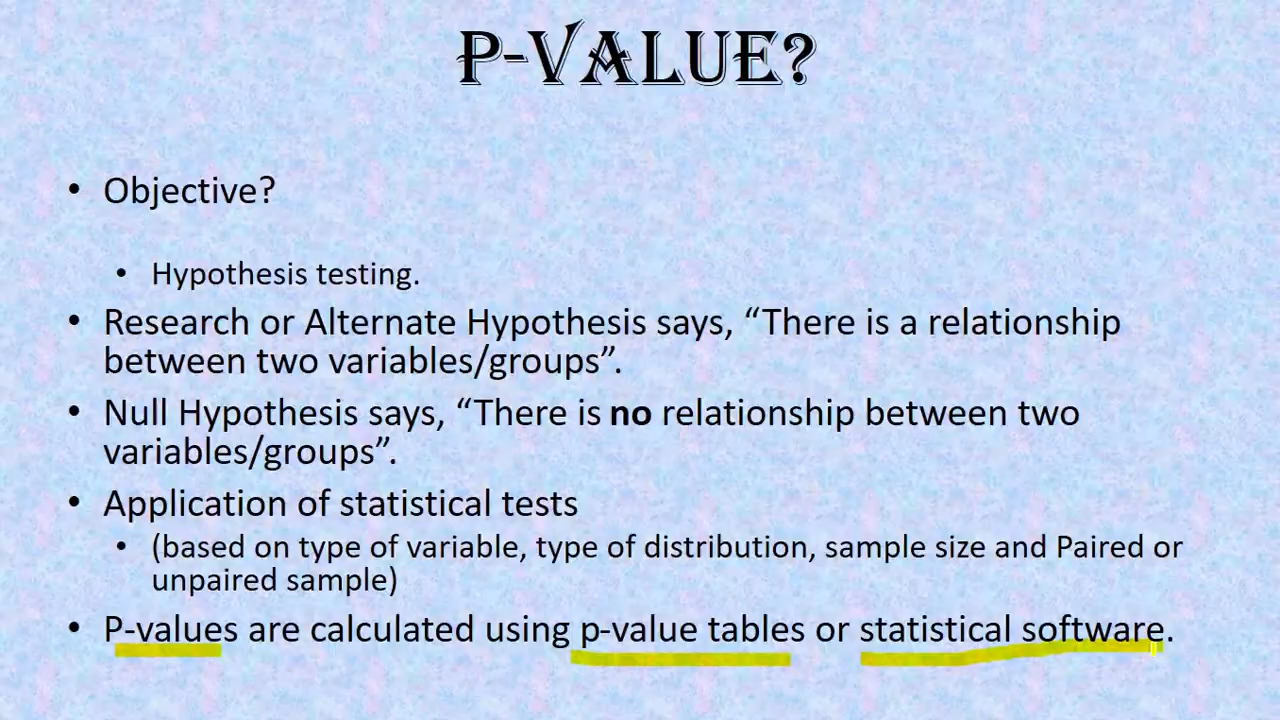 P-VALUE?
• Objective?
• Hypothesis testing.
• Research or Alternate Hypothesis says, “There is a relationship
between two variables/groups”.
• Null Hypothesis says, “There is no relationship between two
variables/groups”.
• Application of statistical tests
• (based on type of variable, type of distribution, sample size and Paired or
unpaired sample)
• P-values are calculated using p-value tables or statistical software.